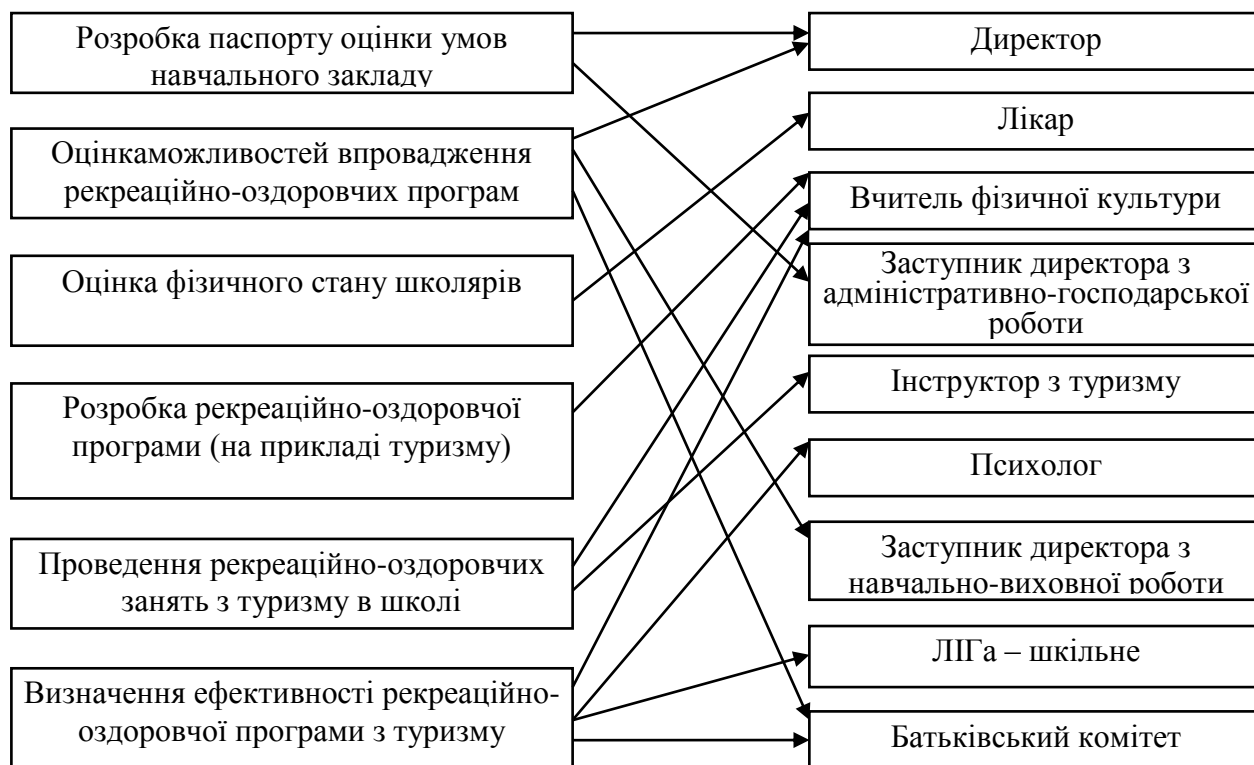 Розробка паспорту оцінки умов
навчального закладу
Оцінкаможливостей впровадження
рекреаційно-оздоровчих програм
Оцінка фізичного стану школярів
Розробка рекреаційно-оздоровчої
програми (на прикладі туризму)
Проведення рекреаційно-оздоровчих
занять з туризму в школі
Визначення ефективності рекреаційно-
оздоровчої програми з туризму
Директор
Лікар
Вчитель фізичної культури
Заступник директора з
адміністративно-господарської
роботи
Інструктор з туризму
Психолог
Заступник директора з
навчально-виховної роботи
ЛІГа – шкільне
Батьківський комітет